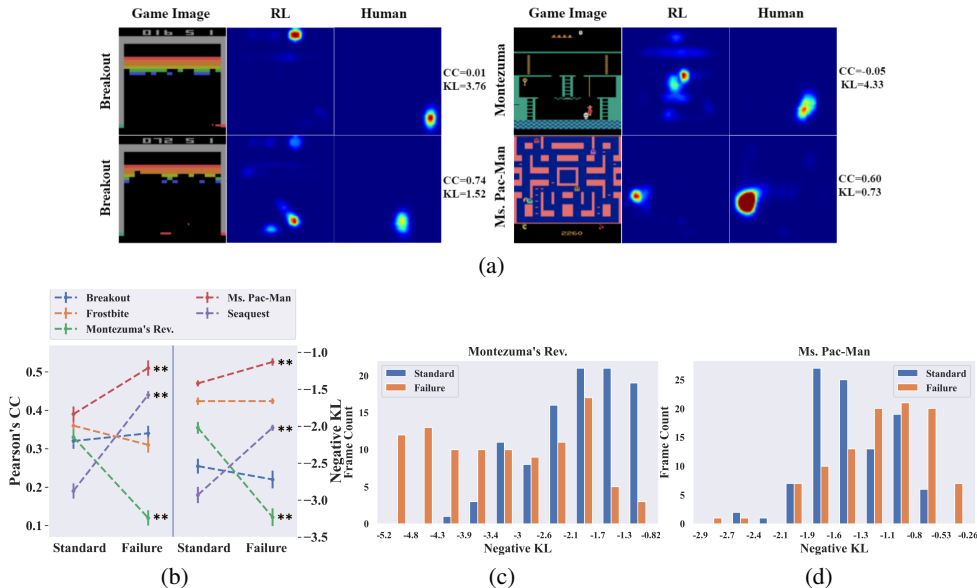 Game Image RL Human
Breakout
CC=0.01
KL=3.76
Breakout
CC=0.74
KL=1.52
Game Image RL Human
Montezuma
CC=-0.05
KL=4.33
Ms. Pac-Man
2260
CC=0.60
KL=0.73
(a)
Breakout
Frostbite
Montezuma's Rev.
Ms. Pac-Man
Seaquest
Pearson's CC
0.5
0.4
0.3
0.2
0.1
**
**
**
**
**
**
-1.0
-1.5
-2.0
-2.5
-3.0
-3.5
Negative KL
Standard Failure Standard Failure
(b)
Montezuma's Rev.
Standard
Failure
Frame Count
20
15
10
5
0
-5.2 -4.8 -4.3 -3.9 -3.4 -3 -2.6 -2.1 -1.7 -1.3 -0.82
Negative KL
(c)
Ms. Pac-Man
Standard
Failure
Frame Count
25
20
15
10
5
0
-2.9 -2.7 -2.4 -2.1 -1.9 -1.6 -1.3 -1.1 -0.8 -0.53 -0.26
Negative KL
(d)